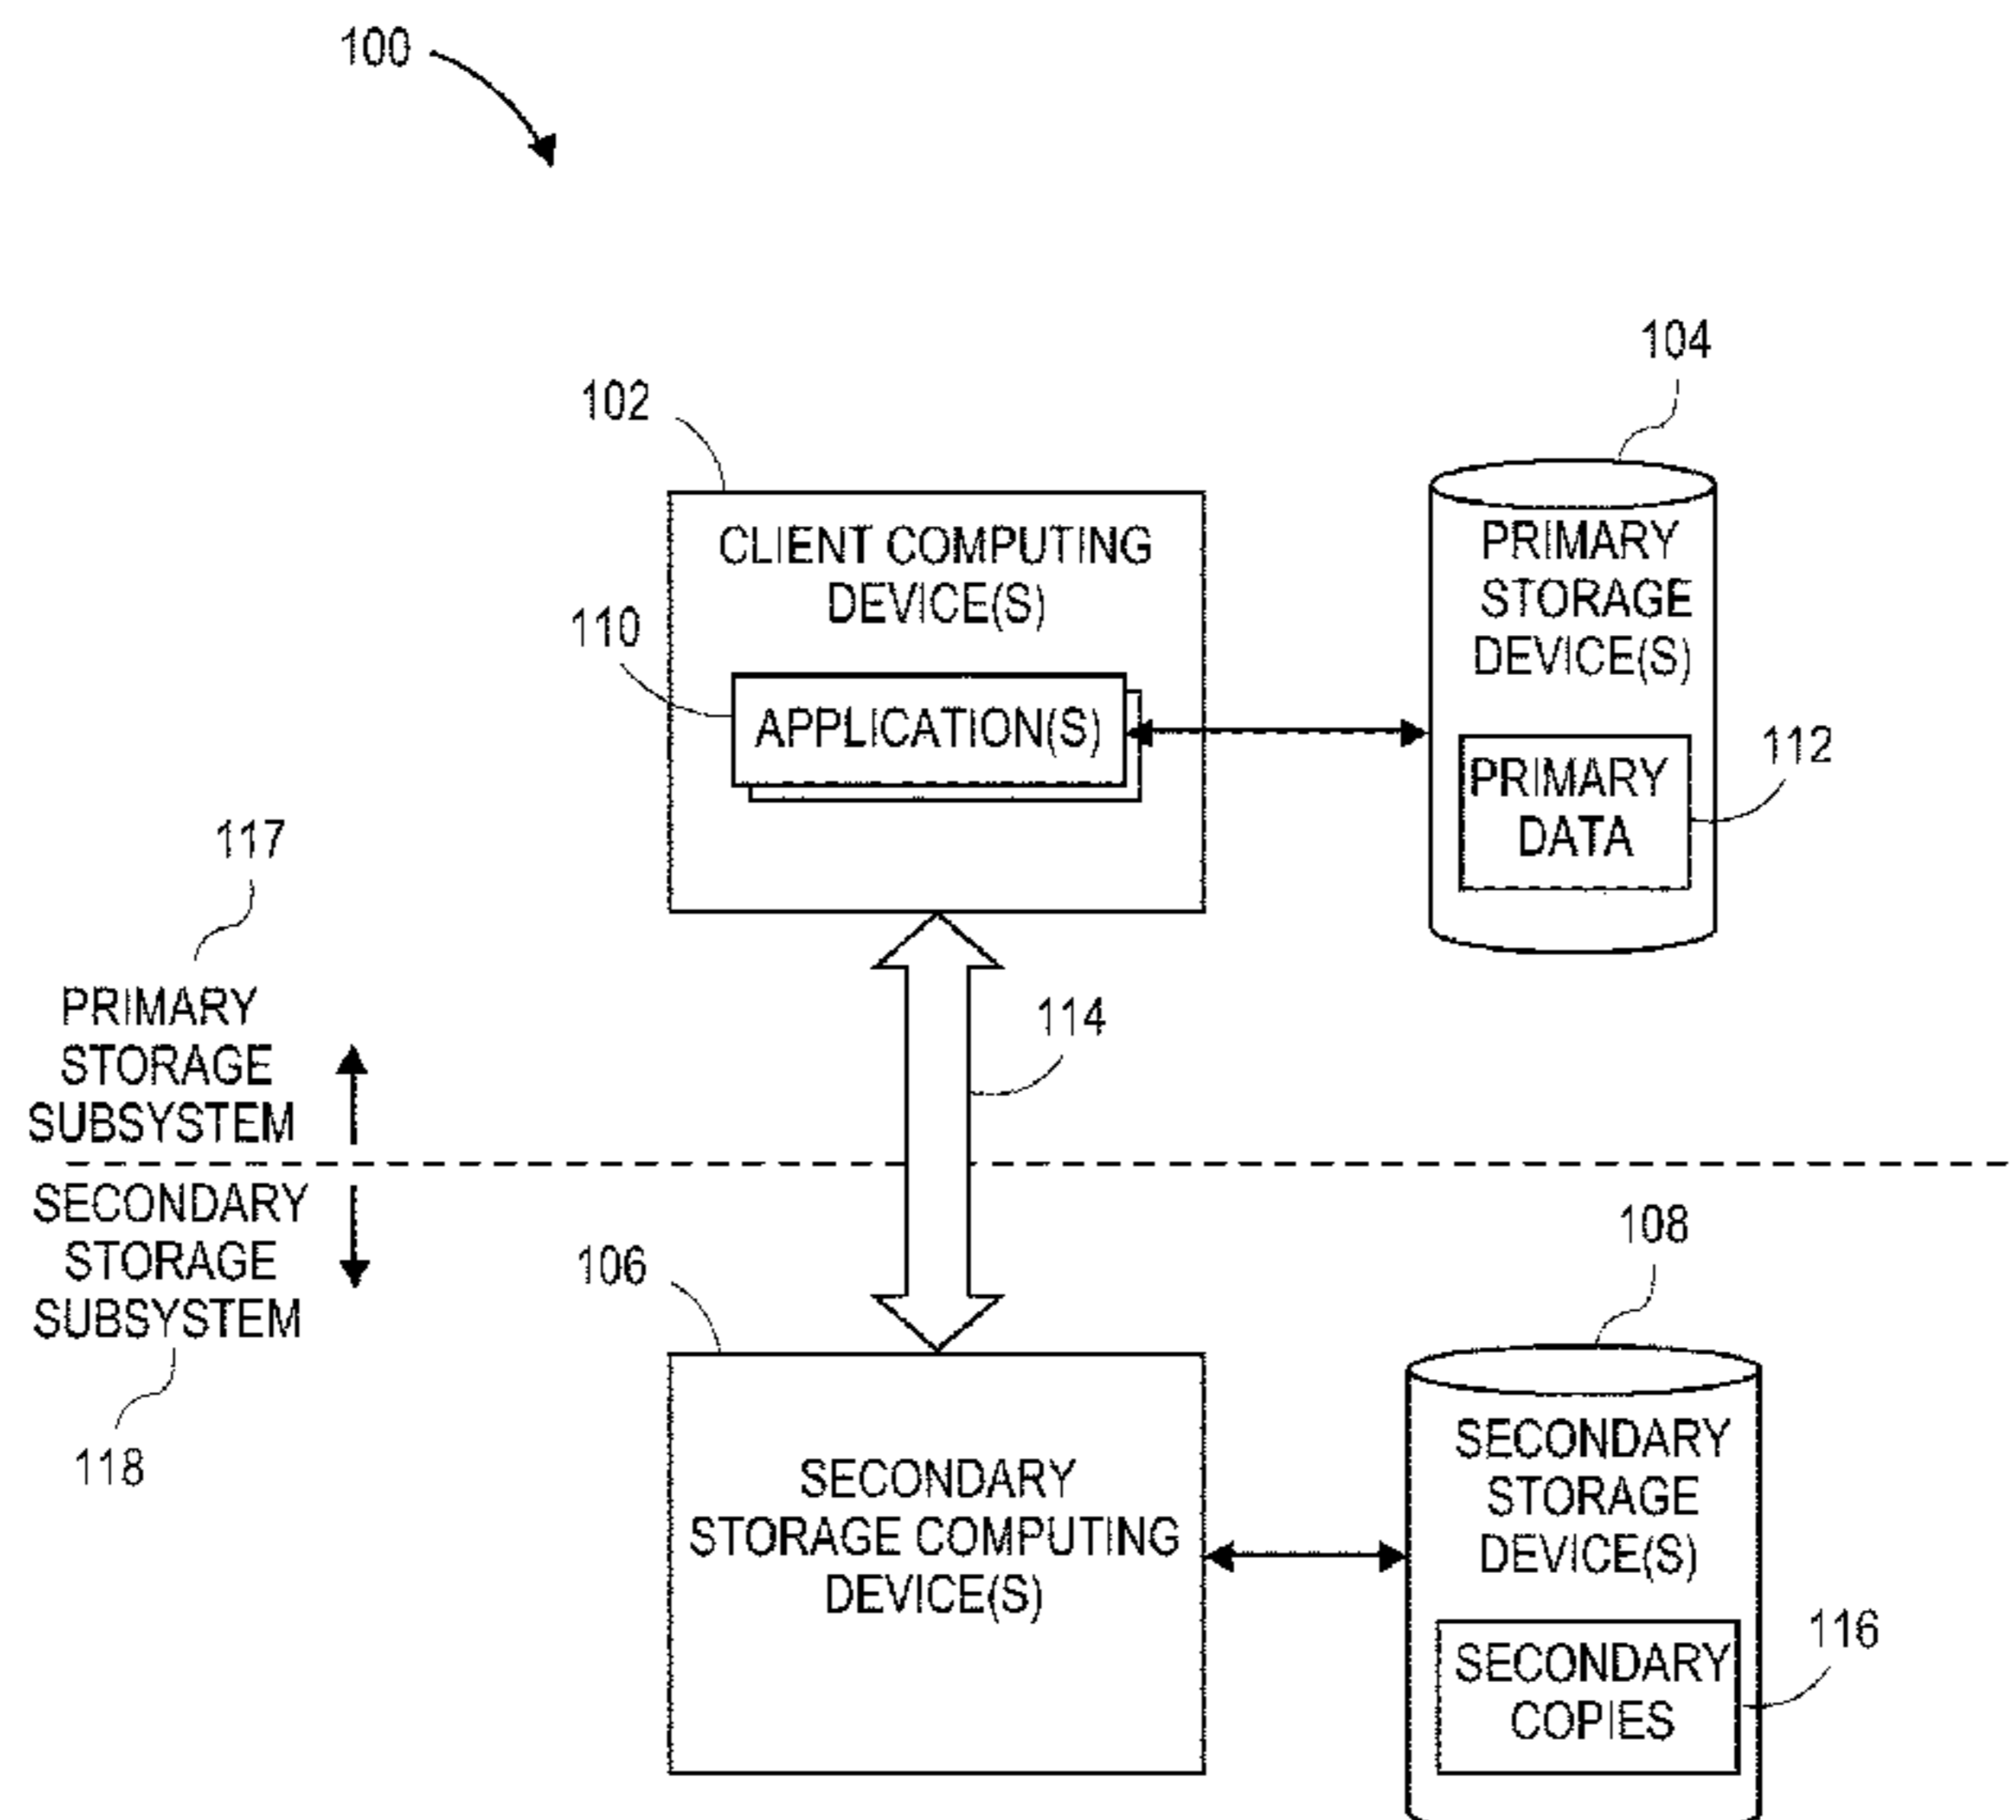 100
104
102
CLIENT COMPUTING
DEVICE(S)
110
APPLICATION(S)
PRIMARY
STORAGE
DEVICE(S)
PRIMARY
DATA
112
117
PRIMARY
STORAGE
SUBSYSTEM
114
SECONDARY
STORAGE
SUBSYSTEM
118
106
108
SECONDARY
STORAGE COMPUTING
DEVICE(S)
SECONDARY
STORAGE
DEVICE(S)
SECONDARY
COPIES
116